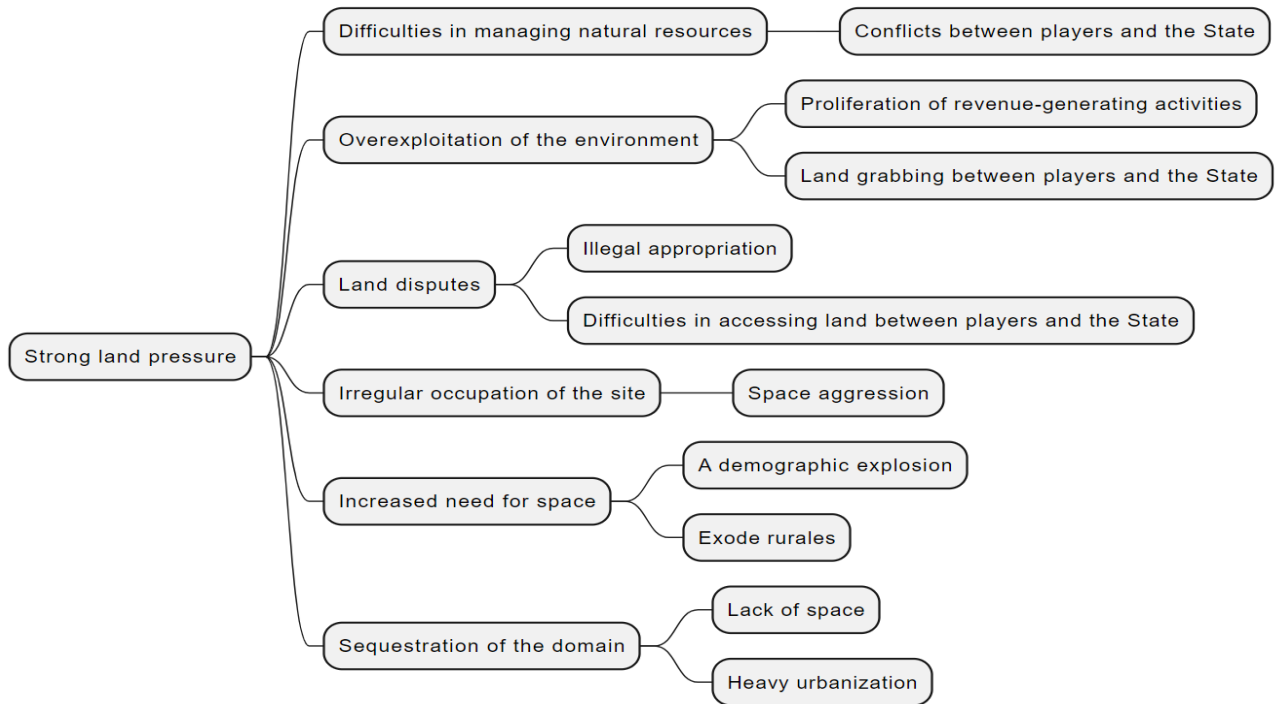 Difficulties in managing natural resources
Conflicts between players and the State
Overexploitation of the environment
Proliferation of revenue-generating activities
Land grabbing between players and the State
Land disputes
Illegal appropriation
Difficulties in accessing land between players and the State
Strong land pressure
Irregular occupation of the site
Space aggression
Increased need for space
A demographic explosion
Exode rurales
Sequestration of the domain
Lack of space
Heavy urbanization